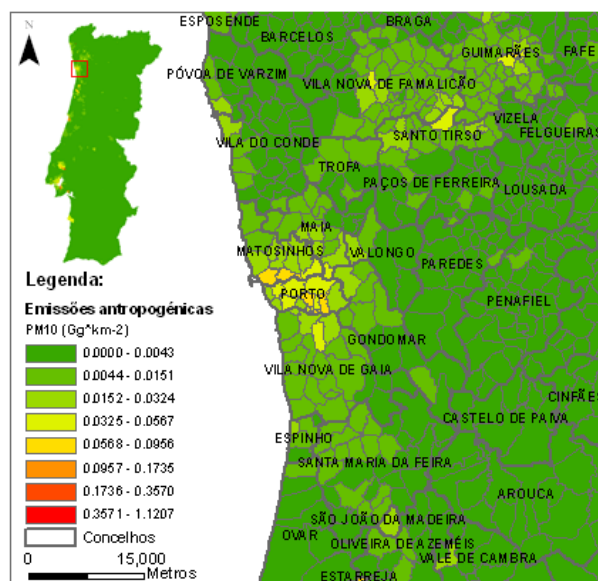 N
Legenda:
Emissões antropogénicas
PM10 (Gg*km-2)
0.0000 - 0.0043
0.0044 - 0.0151
0.0152 - 0.0324
0.0325 - 0.0567
0.0568 - 0.0956
0.0957 - 0.1735
0.1736 - 0.3570
0.3571 - 1.1207
Concelhos
0 15,000
Metros
ESPOSENDE
BRAGA
BARCELOS
GUIMARÃES
FAFE
PÓVOA DE VARZIM
VILA NOVA DE FAMALICÃO
VIZELA
SANTO TIRSO
FELGUEIRAS
VILA DO CONDE
TROFA
PAÇOS DE FERREIRA
LOUSADA
MAIA
MATOSINHOS
VALONGO
PAREDES
PORTO
PENAFIEL
GONDOMAR
VILA NOVA DE GAIA
CINFÃES
CASTELO DE PAIVA
ESPINHO
SANTA MARIA DA FEIRA
AROUCA
SÃO JOÃO DA MADEIRA
OVAR
OLIVEIRA DE AZEMÉIS
VALE DE CAMBRA
ESTARREJA